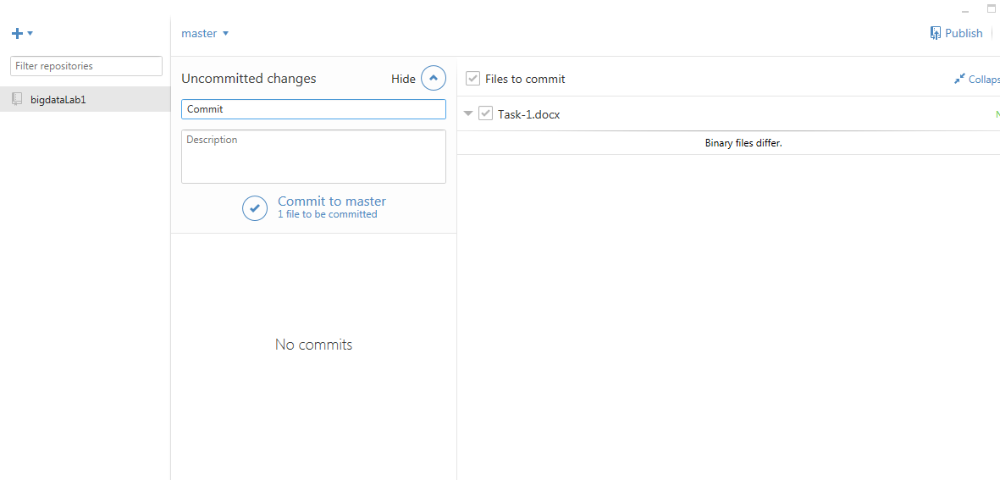 master
Publish
Filter repositories
bigdataLab1
Uncommitted changes
Hide
Commit
Description
Commit to master
1 file to be committed
No commits
Files to commit
Collaps
Task-1.docx
Binary files differ.